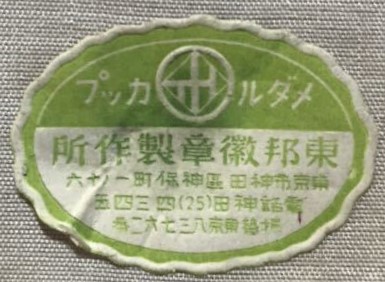 メダル カップ
東邦徽章製作所
東京市神田區神保町一ノ十六
電話神田(25)四三四五
振替東京八三七六二番